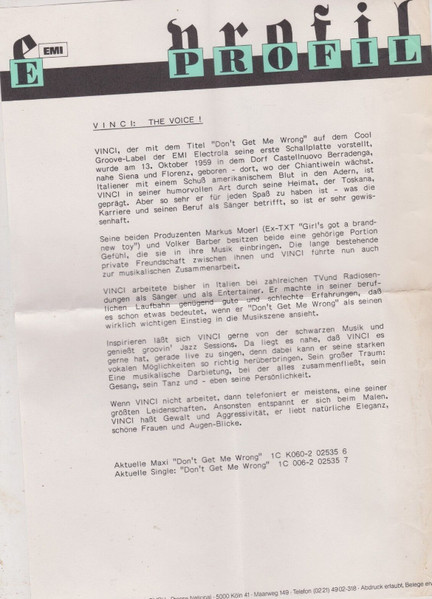 e profil
EMI
E PROFIL
VINCI: THE VOICE !
VINCI, der mit dem Titel "Don't Get Me Wrong" auf dem Cool
Groove-Label der EMI Electrola seine erste Schallplatte vorstellt,
wurde am 13. Oktober 1959 in dem Dorf Castellnuovo Berradenga,
nahe Siena und Florenz, geboren - dort, wo der Chiantiwein wächst.
Italiener mit einem Schuß amerikanischem Blut in den Adern, ist
VINCI in seiner humorvollen Art durch seine Heimat, der Toskana,
geprägt. Aber so sehr er für jeden Spaß zu haben ist - was die
Karriere und seinen Beruf als Sänger betrifft, so ist er sehr gewis-
senhaft.
Seine beiden Produzenten Markus Moerl (Ex-TXT "Girl's got a brand-
new toy") und Volker Barber besitzen beide eine gehörige Portion
Gefühl, die sie in ihre Musik einbringen. Die lange bestehende
private Freundschaft zwischen ihnen und VINCI führte nun auch
zur musikalischen Zusammenarbeit.
VINCI arbeitete bisher in Italien bei zahlreichen TVund Radiosen-
dungen als Sänger und als Entertainer. Er machte in seiner beruf-
lichen Laufbahn genügend gute und schlechte Erfahrungen, daß
es schon etwas bedeutet, wenn er "Don't Get Me Wrong" als seinen
wirklich wichtigen Einstieg in die Musikszene ansieht.
Inspirieren läßt sich VINCI gerne von der schwarzen Musik und
genießt groovin' Jazz Sessions. Da liegt es nahe, daß VINCI es
gerne hat, gerade live zu singen, denn dabei kann er seine starken
vokalen Möglichkeiten so richtig herüberbringen. Sein großer Traum:
Eine musikalische Darbietung, bei der alles zusammenfließt, sein
Gesang, sein Tanz und - eben seine Persönlichkeit.
Wenn VINCI nicht arbeitet, dann telefoniert er meistens, eine seiner
größten Leidenschaften. Ansonsten entspannt er sich beim Malen.
VINCI haßt Gewalt und Aggressivität, er liebt natürliche Eleganz,
schöne Frauen und Augen-Blicke.
Aktuelle Maxi "Don't Get Me Wrong" 1C K060-2 02535 6
Aktuelle Single: "Don't Get Me Wrong" 1C 006-2 02535 7
National · 5000 Köln 41 · Maarweg 149 · Telefon (02 21) 49 02-318 · Abdruck erlaubt, Belege